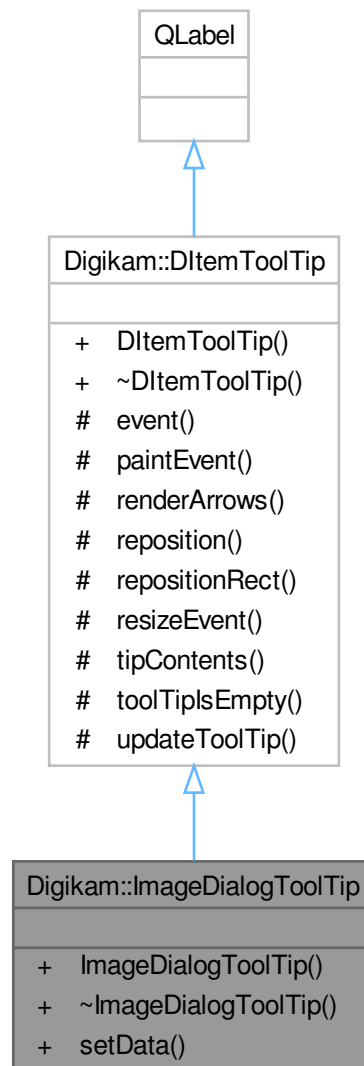 QLabel
Digikam::DItemToolTip
+ DItemToolTip()
+ ~DItemToolTip()
# event()
# paintEvent()
# renderArrows()
# reposition()
# repositionRect()
# resizeEvent()
# tipContents()
# toolTipIsEmpty()
# updateToolTip()
Digikam::ImageDialogToolTip
+ ImageDialogToolTip()
+ ~ImageDialogToolTip()
+ setData()